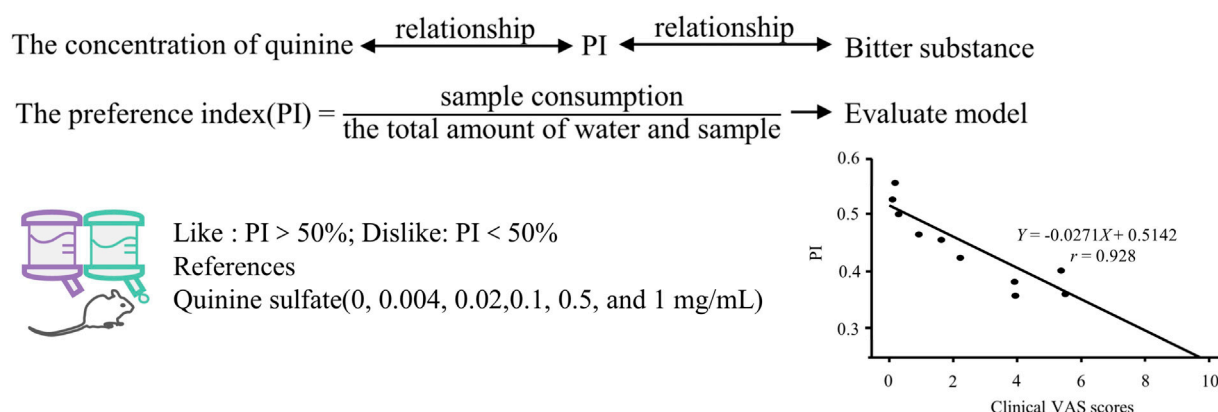 The concentration of quinine relationship PI relationship Bitter substance
The preference index(PI) = sample consumption
the total amount of water and sample
Evaluate model
Like : PI > 50%; Dislike: PI < 50%
References
Quinine sulfate(0, 0.004, 0.02,0.1, 0.5, and 1 mg/mL)
0.6
0.5
0.4
0.3
PI
Y = -0.0271X + 0.5142
r = 0.928
0 2 4 6 8 10
Clinical VAS scores